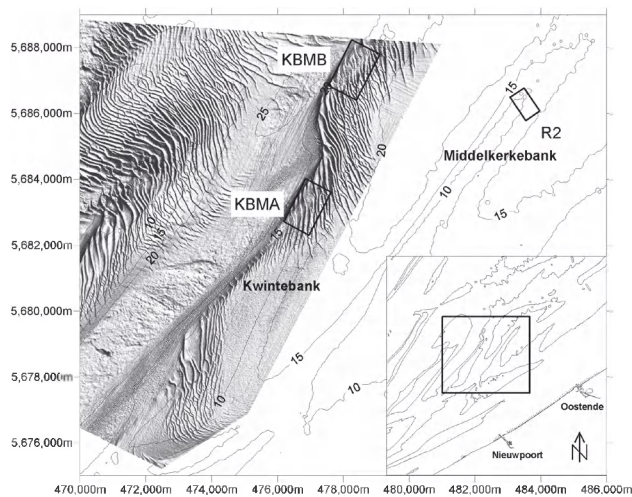 5,688,000m
KBMB
15
5,686,000m
25
R2
Middelkerkebank
20
5,684,000m
KBMA
10
10
15
15
5,682,000m
15
20
Kwintebank
5,680,000m
15
5,678,000m
10
10
Oostende
5,676,000m
Nieuwpoort
N
470,000m 472,000m 474,000m 476,000m 478,000m 480,000m 482,000m 484,000m 486,000m